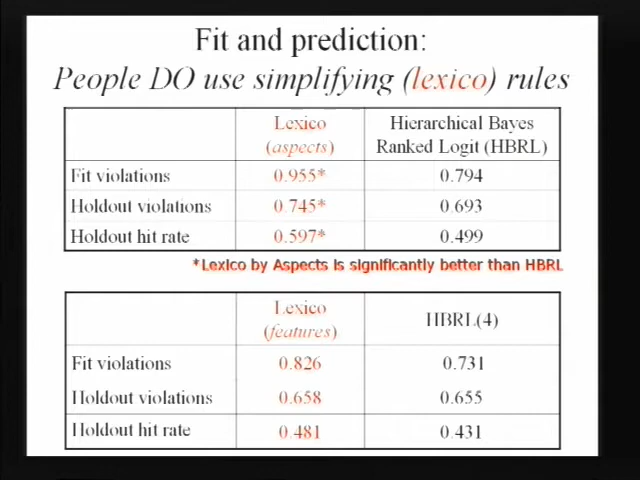 Fit and prediction:
People DO use simplifying (lexico) rules
Lexico
(aspects)
Hierarchical Bayes
Ranked Logit (HBRL)
Fit violations 0.955* 0.794
Holdout violations 0.745* 0.693
Holdout hit rate 0.597* 0.499
*Lexico by Aspects is significantly better than HBRL
Lexico
(features)
HBRL(4)
Fit violations 0.826 0.731
Holdout violations 0.658 0.655
Holdout hit rate 0.481 0.431